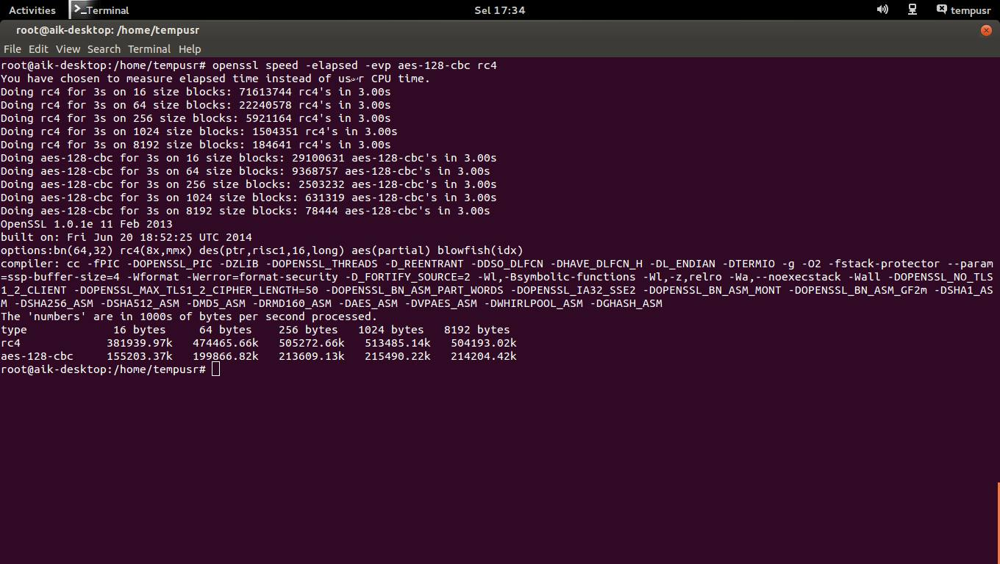 Activities Terminal Sel 17:34 tempusr
root@aik-desktop: /home/tempusr
File Edit View Search Terminal Help
root@aik-desktop:/home/tempusr# openssl speed -elapsed -evp aes-128-cbc rc4
You have chosen to measure elapsed time instead of user CPU time.
Doing rc4 for 3s on 16 size blocks: 71613744 rc4's in 3.00s
Doing rc4 for 3s on 64 size blocks: 22240578 rc4's in 3.00s
Doing rc4 for 3s on 256 size blocks: 5921164 rc4's in 3.00s
Doing rc4 for 3s on 1024 size blocks: 1504351 rc4's in 3.00s
Doing rc4 for 3s on 8192 size blocks: 184641 rc4's in 3.00s
Doing aes-128-cbc for 3s on 16 size blocks: 29100631 aes-128-cbc's in 3.00s
Doing aes-128-cbc for 3s on 64 size blocks: 9368757 aes-128-cbc's in 3.00s
Doing aes-128-cbc for 3s on 256 size blocks: 2503232 aes-128-cbc's in 3.00s
Doing aes-128-cbc for 3s on 1024 size blocks: 631319 aes-128-cbc's in 3.00s
Doing aes-128-cbc for 3s on 8192 size blocks: 78444 aes-128-cbc's in 3.00s
OpenSSL 1.0.1e 11 Feb 2013
built on: Fri Jun 20 18:52:25 UTC 2014
options:bn(64,32) rc4(8x,mmx) des(ptr,risc1,16,long) aes(partial) blowfish(idx)
compiler: cc -fPIC -DOPENSSL_PIC -DZLIB -DOPENSSL_THREADS -D_REENTRANT -DDSO_DLFCN -DHAVE_DLFCN_H -DL_ENDIAN -DTERMIO -g -O2 -fstack-protector --param
=ssp-buffer-size=4 -Wformat -Werror=format-security -D_FORTIFY_SOURCE=2 -Wl,-Bsymbolic-functions -Wl,-z,relro -Wa,--noexecstack -Wall -DOPENSSL_NO_TLS
1_2_CLIENT -DOPENSSL_MAX_TLS1_2_CIPHER_LENGTH=50 -DOPENSSL_BN_ASM_PART_WORDS -DOPENSSL_IA32_SSE2 -DOPENSSL_BN_ASM_MONT -DOPENSSL_BN_ASM_GF2m -DSHA1_AS
M -DSHA256_ASM -DSHA512_ASM -DMD5_ASM -DRMD160_ASM -DAES_ASM -DVPAES_ASM -DWHIRLPOOL_ASM -DGHASH_ASM
The 'numbers' are in 1000s of bytes per second processed.
type 16 bytes 64 bytes 256 bytes 1024 bytes 8192 bytes
rc4 381939.97k 474465.66k 505272.66k 513485.14k 504193.02k
aes-128-cbc 155203.37k 199866.82k 213609.13k 215490.22k 214204.42k
root@aik-desktop:/home/tempusr#